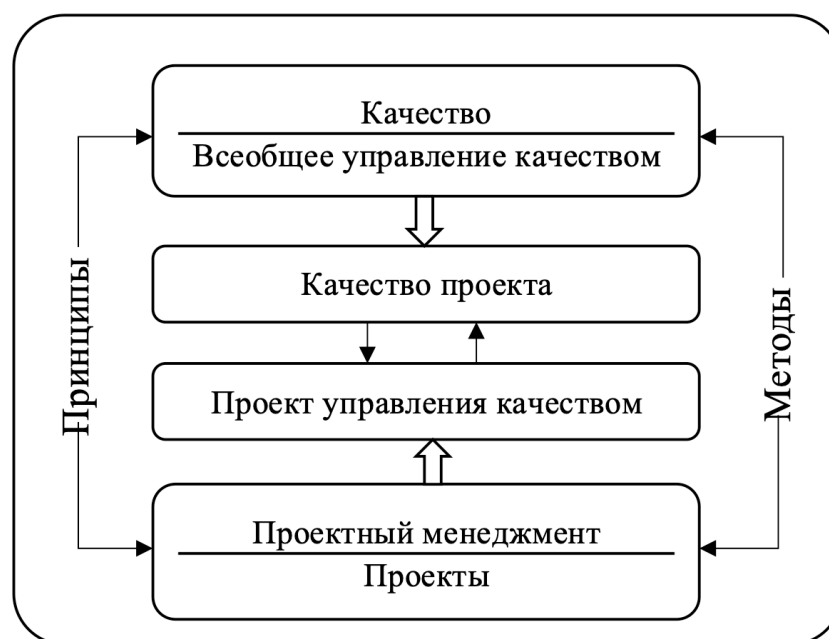 Качество
Всеобщее управление качеством
Качество проекта
Принципы
Методы
Проект управления качеством
Проектный менеджмент
Проекты